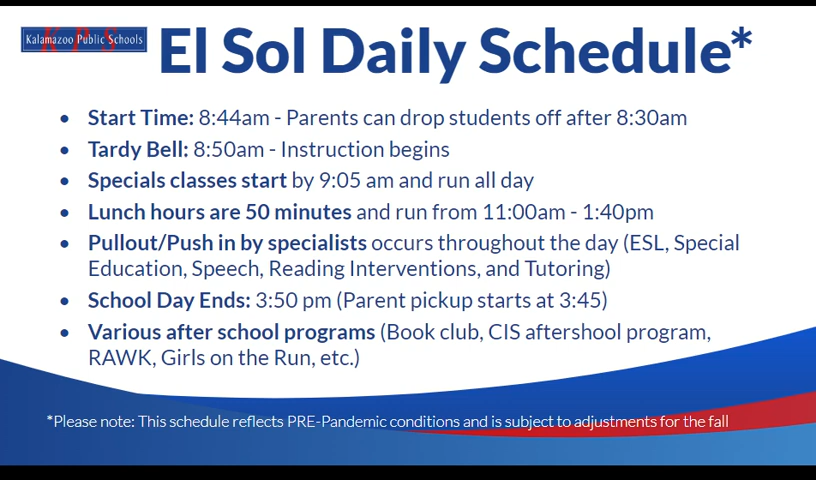 K P S
Kalamazoo Public Schools
El Sol Daily Schedule*
• Start Time: 8:44am - Parents can drop students off after 8:30am
• Tardy Bell: 8:50am - Instruction begins
• Specials classes start by 9:05 am and run all day
• Lunch hours are 50 minutes and run from 11:00am - 1:40pm
• Pullout/Push in by specialists occurs throughout the day (ESL, Special
Education, Speech, Reading Interventions, and Tutoring)
• School Day Ends: 3:50 pm (Parent pickup starts at 3:45)
• Various after school programs (Book club, CIS aftershool program,
RAWK, Girls on the Run, etc.)
*Please note: This schedule reflects PRE-Pandemic conditions and is subject to adjustments for the fall